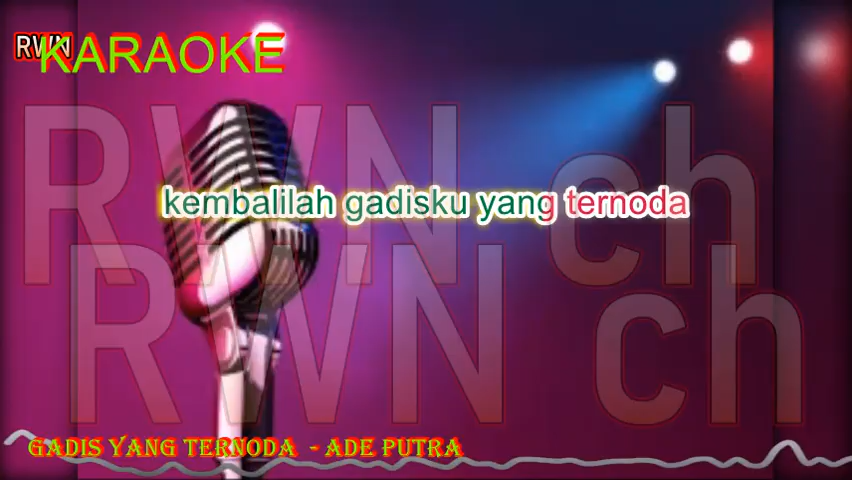 RWN
KARAOKE
RWN ch
kembalilah gadisku yang ternoda
RWN ch
GADIS YANG TERNODA - ADE PUTRA